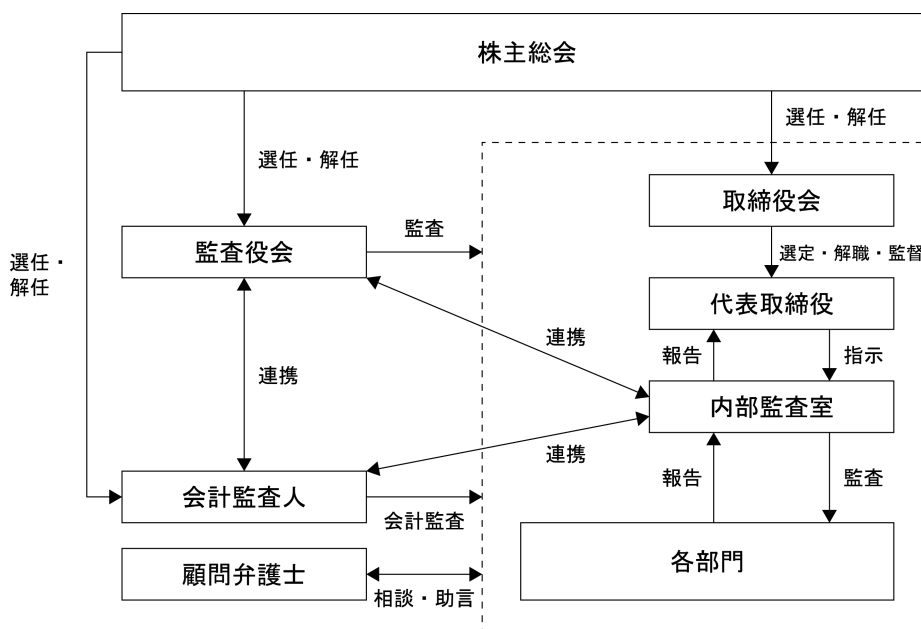 株主総会
選任・解任
選任・解任
取締役会
監査役会
監査
選定・解職・監督
選任・
解任
代表取締役
連携
報告
指示
連携
内部監査室
連携
報告
監査
会計監査人
会計監査
各部門
顧問弁護士
相談・助言